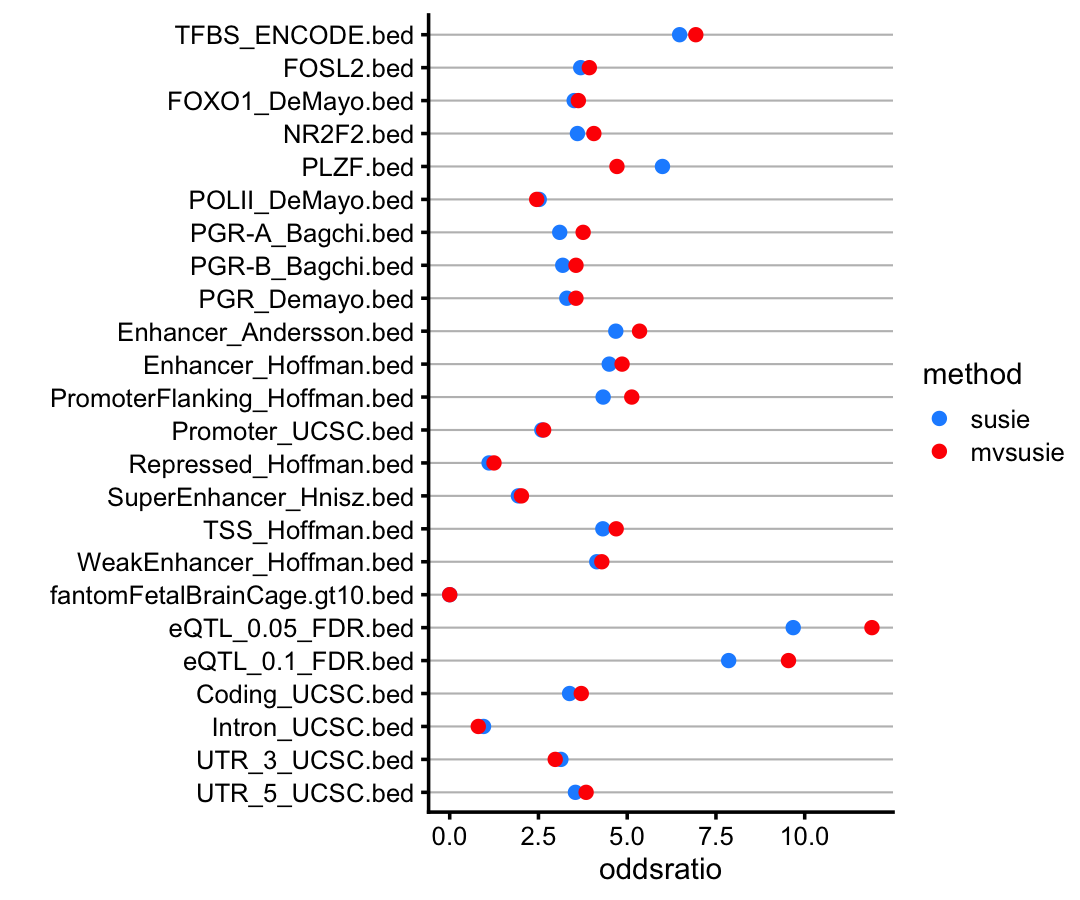 TFBS_ENCODE.bed
FOSL2.bed
FOXO1_DeMayo.bed
NR2F2.bed
PLZF.bed
POLII_DeMayo.bed
PGR-A_Bagchi.bed
PGR-B_Bagchi.bed
PGR_Demayo.bed
Enhancer_Andersson.bed
Enhancer_Hoffman.bed
PromoterFlanking_Hoffman.bed
Promoter_UCSC.bed
Repressed_Hoffman.bed
SuperEnhancer_Hnisz.bed
TSS_Hoffman.bed
WeakEnhancer_Hoffman.bed
fantomFetalBrainCage.gt10.bed
eQTL_0.05_FDR.bed
eQTL_0.1_FDR.bed
Coding_UCSC.bed
Intron_UCSC.bed
UTR_3_UCSC.bed
UTR_5_UCSC.bed
0.0 2.5 5.0 7.5 10.0
oddsratio
method
susie
mvsusie